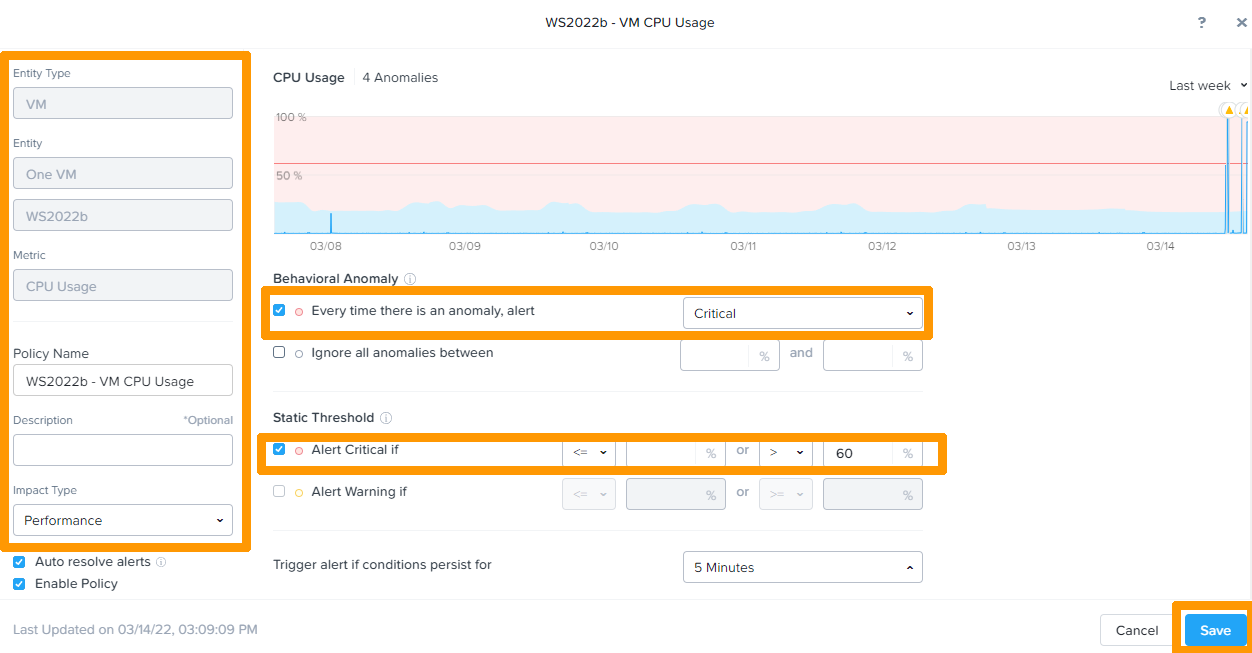 WS2022b - VM CPU Usage
?
Entity Type
VM
Entity
One VM
WS2022b
Metric
CPU Usage
Policy Name
WS2022b - VM CPU Usage
Description *Optional
Impact Type
Performance
Auto resolve alerts
Enable Policy
CPU Usage 4 Anomalies
Last week
100 %
50 %
03/08 03/09 03/10 03/11 03/12 03/13 03/14
Behavioral Anomaly
Every time there is an anomaly, alert Critical
Ignore all anomalies between % and %
Static Threshold
Alert Critical if <= % or > 60 %
Alert Warning if <= % or >= %
Trigger alert if conditions persist for 5 Minutes
Last Updated on 03/14/22, 03:09:09 PM
Cancel Save